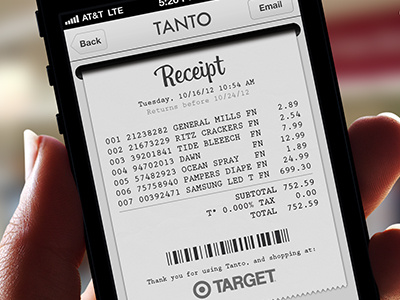 AT&T LTE 5:20
Back TANTO Email
Receipt
Tuesday, 10/16/12 10:54 AM
Returns before 10/24/12
001 21238282 GENERAL MILLS FN 2.89
002 21673229 RITZ CRACKERS FN 2.54
003 39201841 TIDE BLEECH FN 7.99
004 94702013 DAWN FN 12.99
005 57482923 OCEAN SPRAY FN 1.89
006 75758940 PAMPERS DIAPE FN 24.99
007 00392471 SAMSUNG LED T FN 699.30
SUBTOTAL 752.59
T* 0.000% TAX 0.00
TOTAL 752.59
Thank you for using Tanto, and shopping at:
TARGET